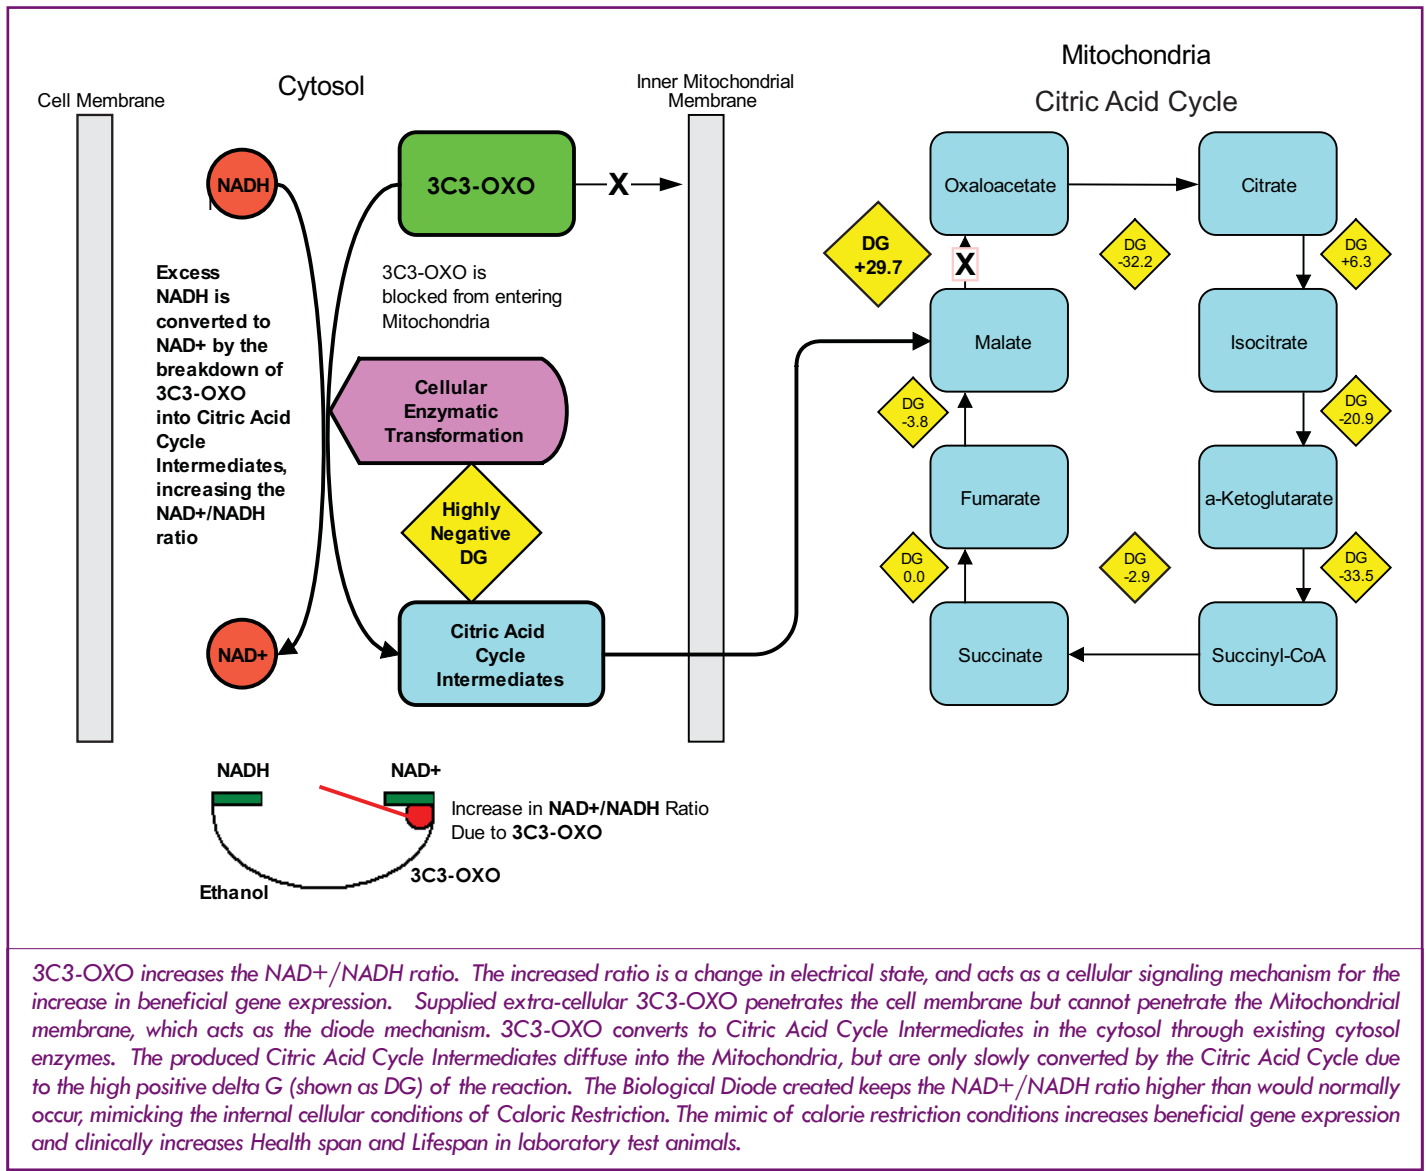 Mitochondria
Citric Acid Cycle
Cytosol
Cell Membrane
Inner Mitochondrial
Membrane
NADH
3C3-OXO
X
3C3-OXO is
blocked from entering
Mitochondria
Excess
NADH is
converted to
NAD+ by the
breakdown of
3C3-OXO
into Citric Acid
Cycle
Intermediates,
increasing the
NAD+/NADH
ratio
Cellular
Enzymatic
Transformation
Highly
Negative
DG
NAD+
Citric Acid
Cycle
Intermediates
Oxaloacetate
Citrate
DG
+29.7
X
DG
-32.2
DG
+6.3
Malate
Isocitrate
DG
-3.8
DG
-20.9
Fumarate
a-Ketoglutarate
DG
0.0
DG
-2.9
DG
-33.5
Succinate
Succinyl-CoA
NADH
NAD+
Increase in NAD+/NADH Ratio
Due to 3C3-OXO
3C3-OXO
Ethanol
3C3-OXO increases the NAD+/NADH ratio. The increased ratio is a change in electrical state, and acts as a cellular signaling mechanism for the
increase in beneficial gene expression. Supplied extra-cellular 3C3-OXO penetrates the cell membrane but cannot penetrate the Mitochondrial
membrane, which acts as the diode mechanism. 3C3-OXO converts to Citric Acid Cycle Intermediates in the cytosol through existing cytosol
enzymes. The produced Citric Acid Cycle Intermediates diffuse into the Mitochondria, but are only slowly converted by the Citric Acid Cycle due
to the high positive delta G (shown as DG) of the reaction. The Biological Diode created keeps the NAD+/NADH ratio higher than would normally
occur, mimicking the internal cellular conditions of Caloric Restriction. The mimic of calorie restriction conditions increases beneficial gene expression
and clinically increases Health span and Lifespan in laboratory test animals.